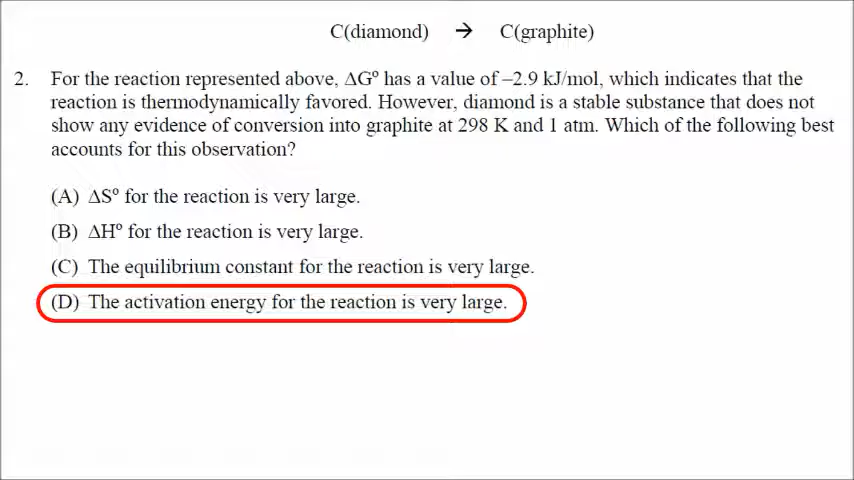 C(diamond) → C(graphite)
2. For the reaction represented above, ΔGº has a value of –2.9 kJ/mol, which indicates that the
reaction is thermodynamically favored. However, diamond is a stable substance that does not
show any evidence of conversion into graphite at 298 K and 1 atm. Which of the following best
accounts for this observation?
(A) ΔSº for the reaction is very large.
(B) ΔHº for the reaction is very large.
(C) The equilibrium constant for the reaction is very large.
(D) The activation energy for the reaction is very large.